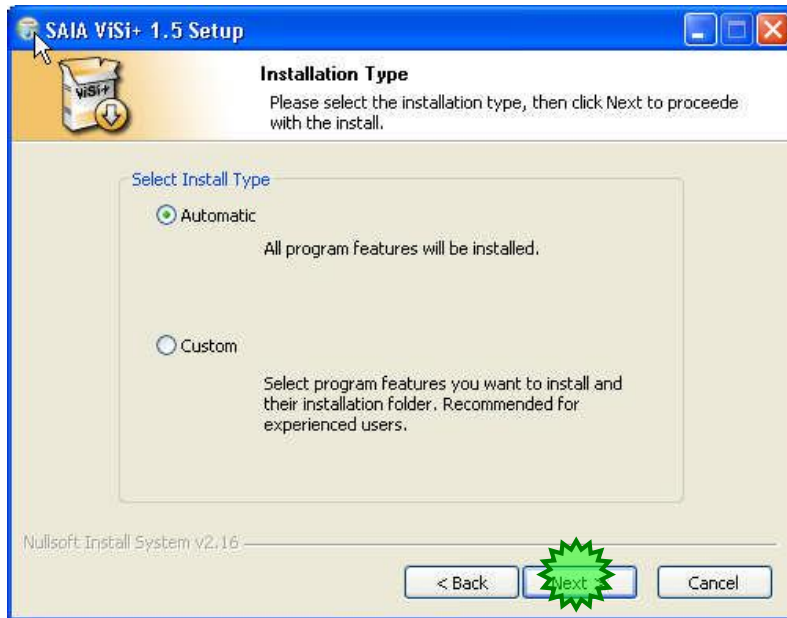 SAIA ViSi+ 1.5 Setup
ViSi+
Installation Type
Please select the installation type, then click Next to proceede
with the install.
Select Install Type
Automatic
All program features will be installed.
Custom
Select program features you want to install and
their installation folder. Recommended for
experienced users.
Nullsoft Install System v2.16
< Back
Next >
Cancel